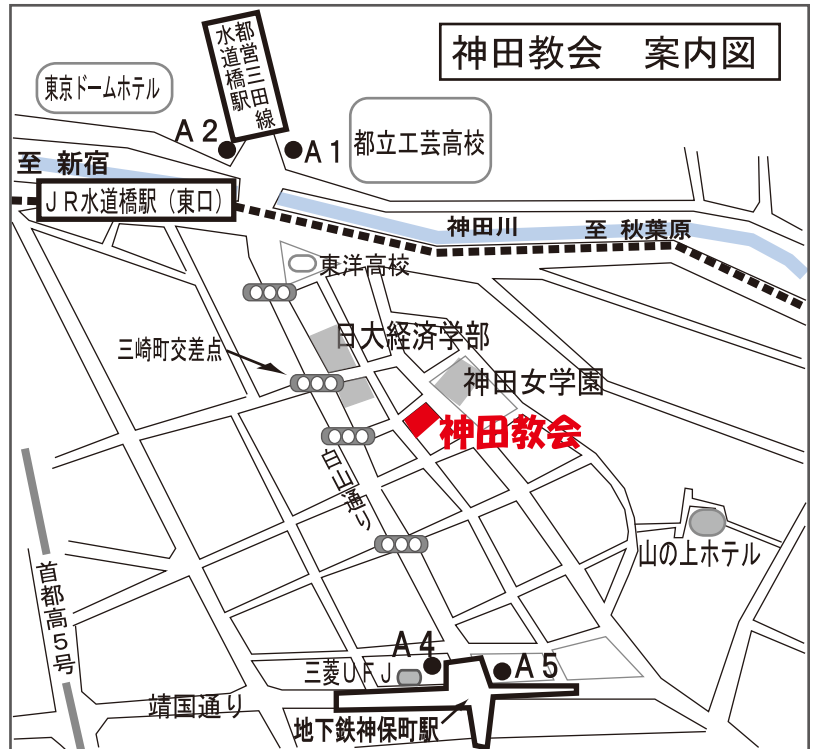 神田教会 案内図
都営三田線
水道橋駅
東京ドームホテル
A2
A1
都立工芸高校
至 新宿
JR水道橋駅（東口）
神田川
至 秋葉原
東洋高校
日大経済学部
三崎町交差点
神田女学園
神田教会
白山通り
山の上ホテル
首都高5号
A4
A5
三菱UFJ
靖国通り
地下鉄神保町駅